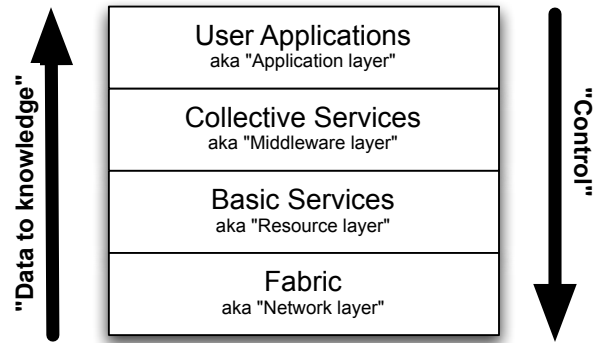 "Data to knowledge"
User Applications
aka "Application layer"
Collective Services
aka "Middleware layer"
Basic Services
aka "Resource layer"
Fabric
aka "Network layer"
"Control"